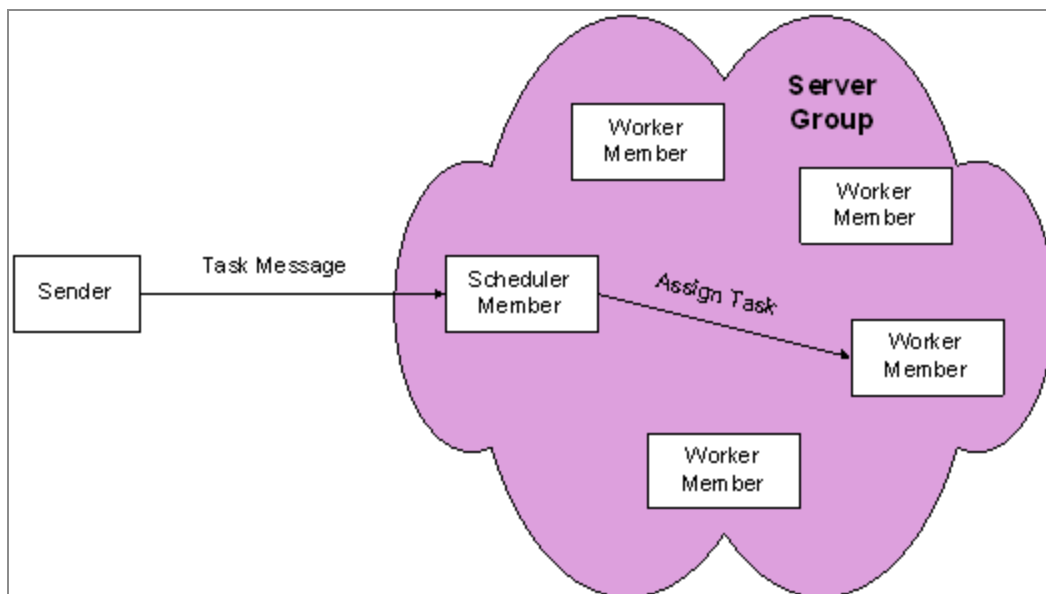 Server
Group
Worker
Member
Worker
Member
Task Message
Sender
Scheduler
Member
Assign Task
Worker
Member
Worker
Member